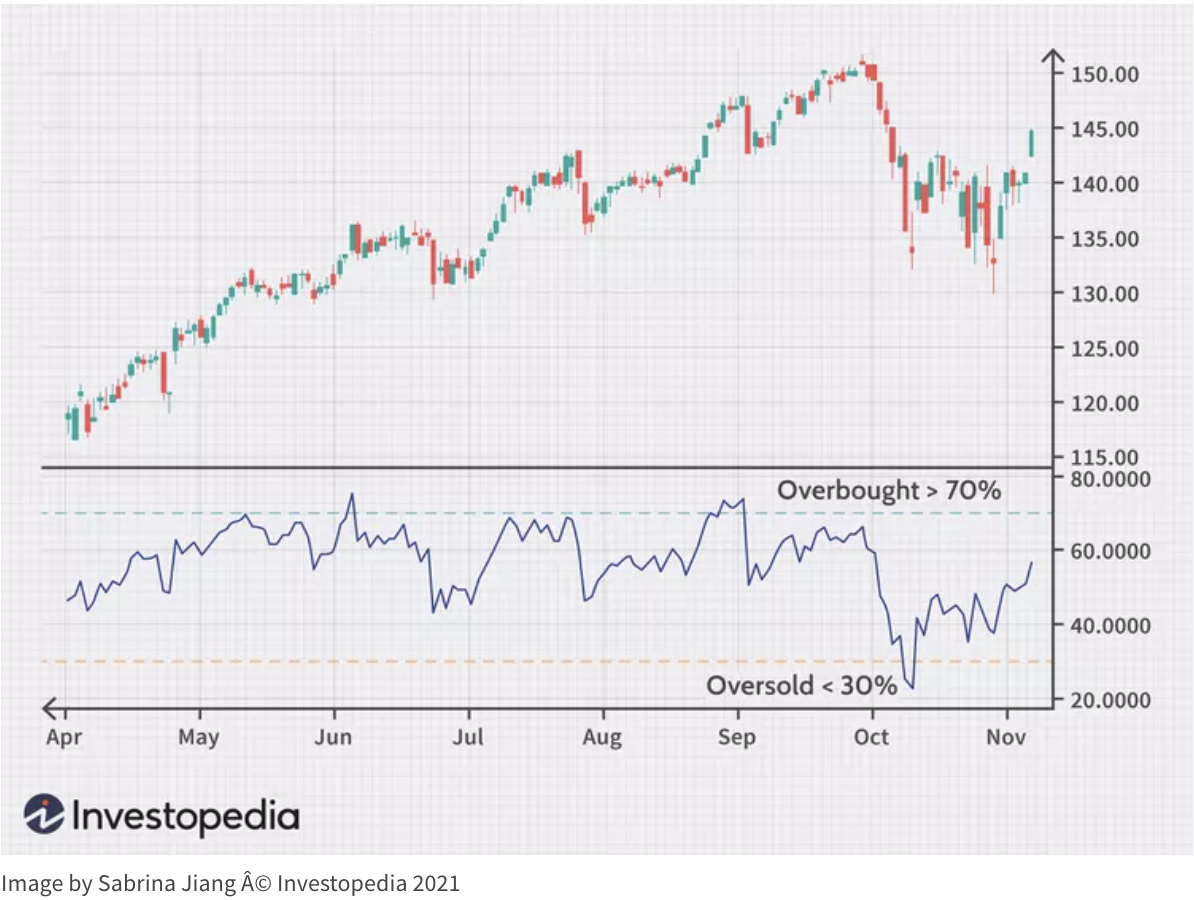 150.00
145.00
140.00
135.00
130.00
125.00
120.00
115.00
80.0000
Overbought > 70%
60.0000
40.0000
Oversold < 30%
20.0000
Apr May Jun Jul Aug Sep Oct Nov
Investopedia
Image by Sabrina Jiang Â© Investopedia 2021